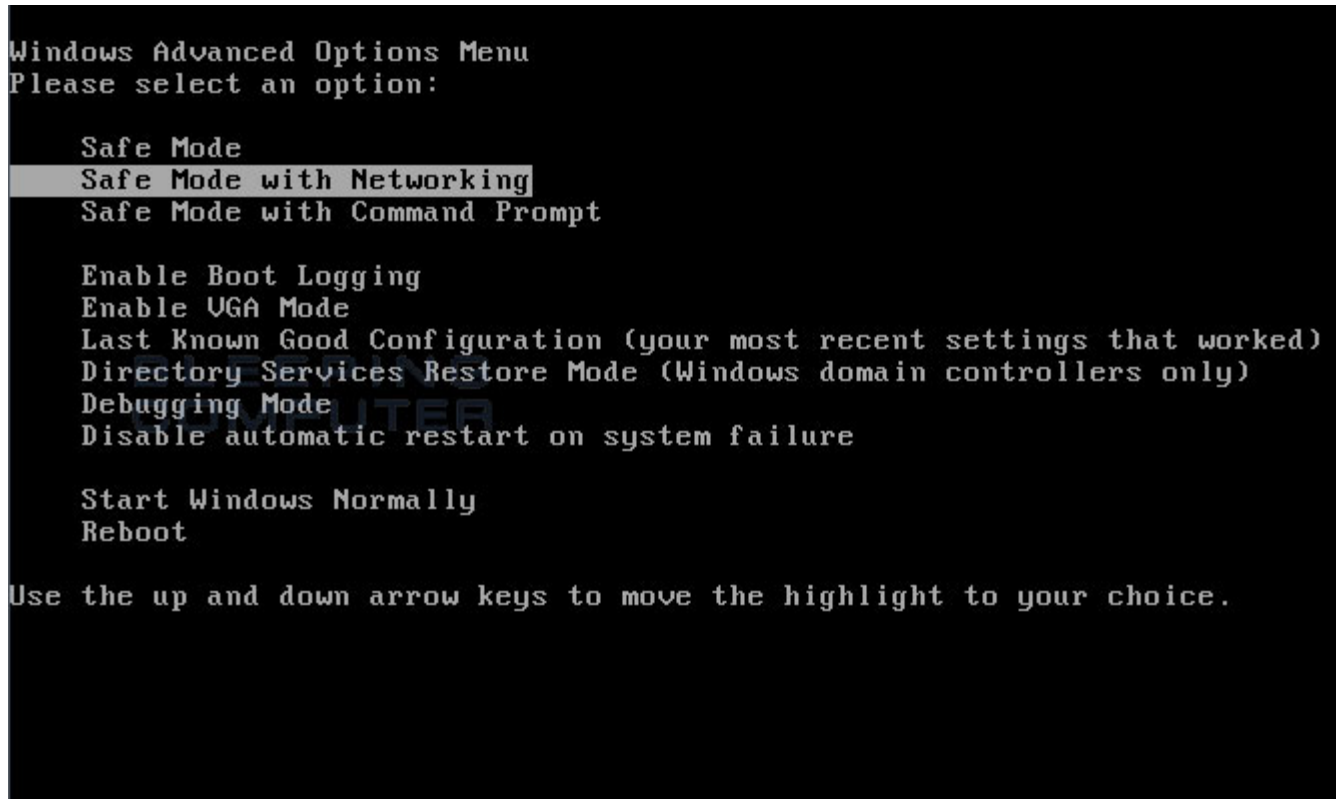 Windows Advanced Options Menu
Please select an option:
Safe Mode
Safe Mode with Networking
Safe Mode with Command Prompt
Enable Boot Logging
Enable VGA Mode
Last Known Good Configuration (your most recent settings that worked)
BLEEPING
Directory Services Restore Mode (Windows domain controllers only)
Debugging Mode
COMPUTER
Disable automatic restart on system failure
Start Windows Normally
Reboot
Use the up and down arrow keys to move the highlight to your choice.